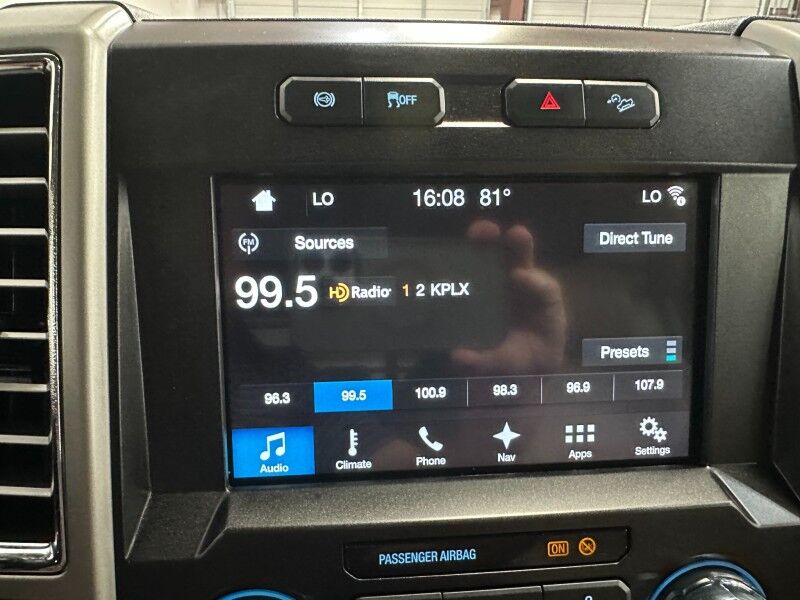 OFF
LO 16:08 81° LO
FM Sources Direct Tune
99.5 HD Radio 1 2 KPLX
Presets
96.3 99.5 100.9 98.3 96.9 107.9
Audio Climate Phone Nav Apps Settings
PASSENGER AIRBAG ON